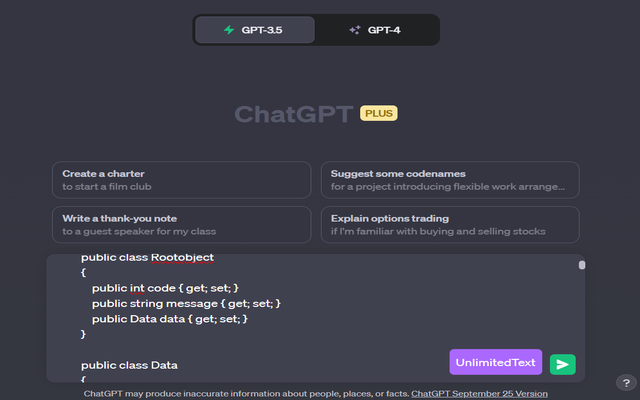 GPT-3.5
GPT-4
ChatGPT PLUS
Create a charter
to start a film club
Suggest some codenames
for a project introducing flexible work arrange...
Write a thank-you note
to a guest speaker for my class
Explain options trading
if I'm familiar with buying and selling stocks
public class Rootobject
{
public int code { get; set; }
public string message { get; set; }
public Data data { get; set; }
}
public class Data
{
UnlimitedText
?
ChatGPT may produce inaccurate information about people, places, or facts. ChatGPT September 25 Version